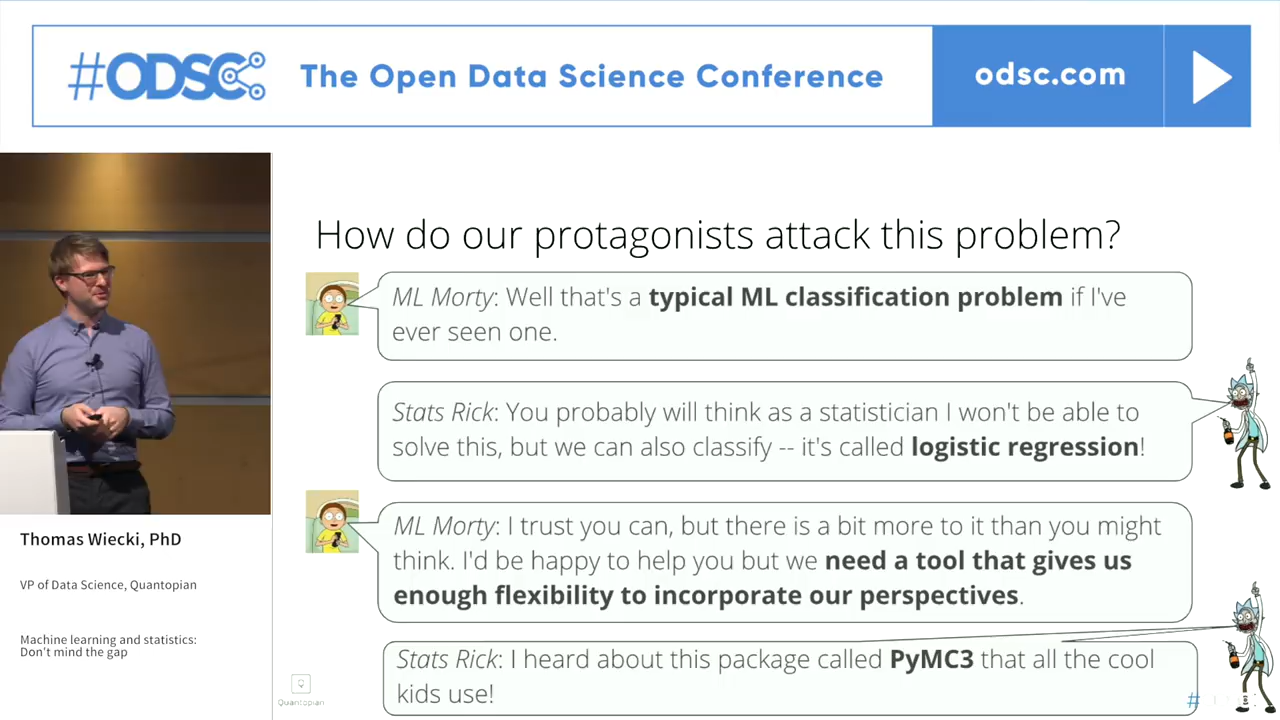 #ODSC
The Open Data Science Conference
odsc.com
How do our protagonists attack this problem?
ML Morty: Well that's a typical ML classification problem if I've
ever seen one.
Stats Rick: You probably will think as a statistician I won't be able to
solve this, but we can also classify -- it's called logistic regression!
ML Morty: I trust you can, but there is a bit more to it than you might
think. I'd be happy to help you but we need a tool that gives us
enough flexibility to incorporate our perspectives.
Stats Rick: I heard about this package called PyMC3 that all the cool
kids use!
Thomas Wiecki, PhD
VP of Data Science, Quantopian
Machine learning and statistics:
Don't mind the gap
Quantopian
#